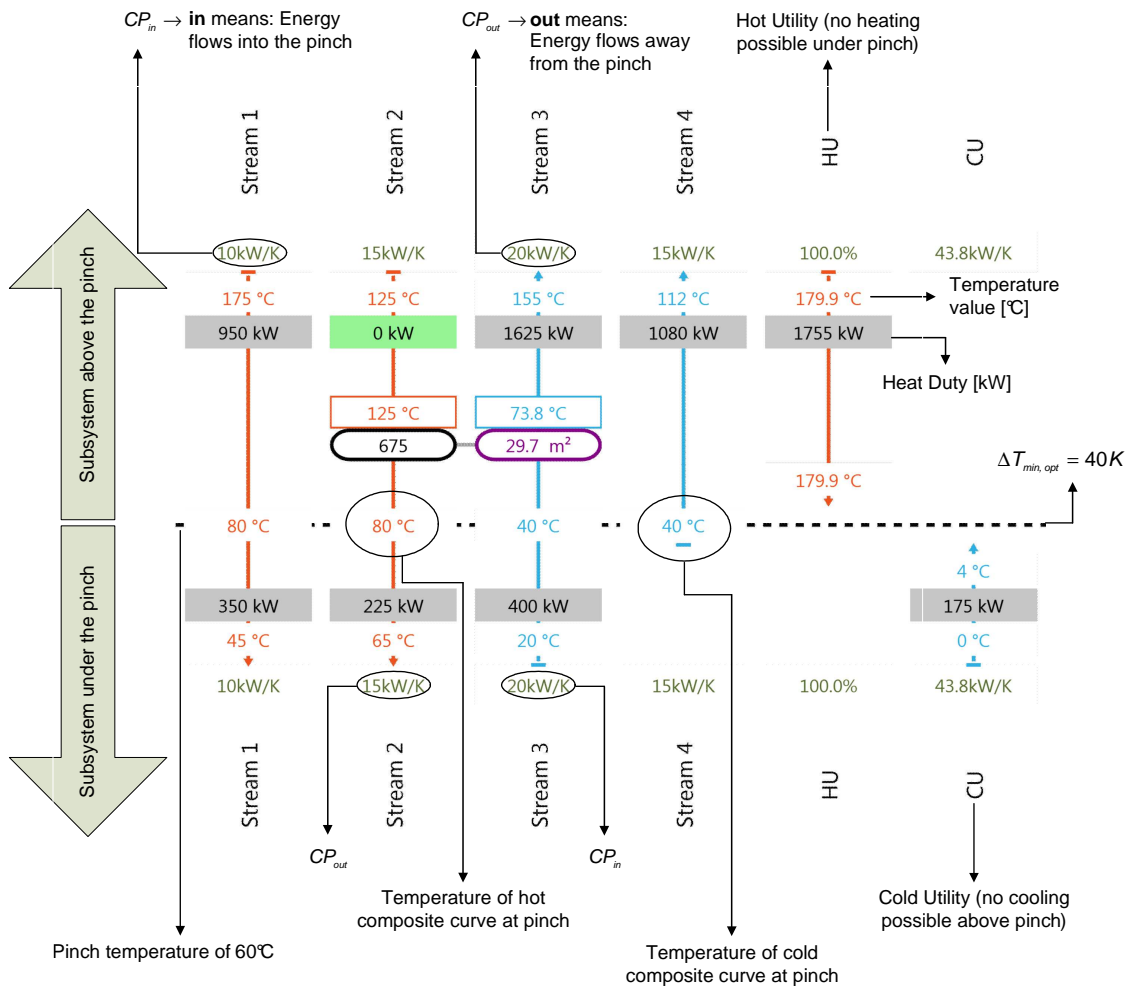 CP_in → in means: Energy
flows into the pinch
CP_out → out means:
Energy flows away
from the pinch
Hot Utility (no heating
possible under pinch)
Stream 1
Stream 2
Stream 3
Stream 4
HU
CU
Subsystem above the pinch
10kW/K
15kW/K
20kW/K
15kW/K
100.0%
43.8kW/K
175 °C
125 °C
155 °C
112 °C
179.9 °C
Temperature
value [℃]
950 kW
0 kW
1625 kW
1080 kW
1755 kW
Heat Duty [kW]
125 °C
73.8 °C
675
29.7 m²
179.9 °C
ΔT_min, opt = 40K
80 °C
80 °C
40 °C
40 °C
Subsystem under the pinch
4 °C
350 kW
225 kW
400 kW
175 kW
45 °C
65 °C
20 °C
0 °C
10kW/K
15kW/K
20kW/K
15kW/K
100.0%
43.8kW/K
Stream 1
Stream 2
Stream 3
Stream 4
HU
CU
CP_out
CP_in
Temperature of hot
composite curve at pinch
Cold Utility (no cooling
possible above pinch)
Pinch temperature of 60℃
Temperature of cold
composite curve at pinch